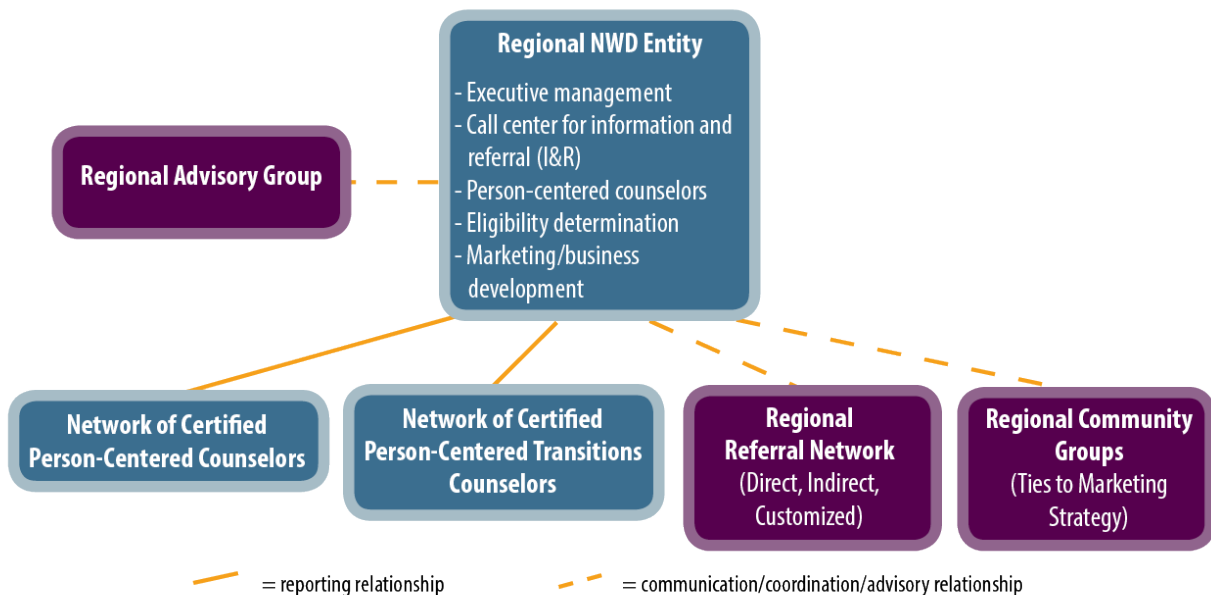 Regional NWD Entity
- Executive management
- Call center for information and
referral (I&R)
- Person-centered counselors
- Eligibility determination
- Marketing/business
development
Regional Advisory Group
Network of Certified
Person-Centered Counselors
Network of Certified
Person-Centered Transitions
Counselors
Regional
Referral Network
(Direct, Indirect,
Customized)
Regional Community
Groups
(Ties to Marketing
Strategy)
= reporting relationship
= communication/coordination/advisory relationship